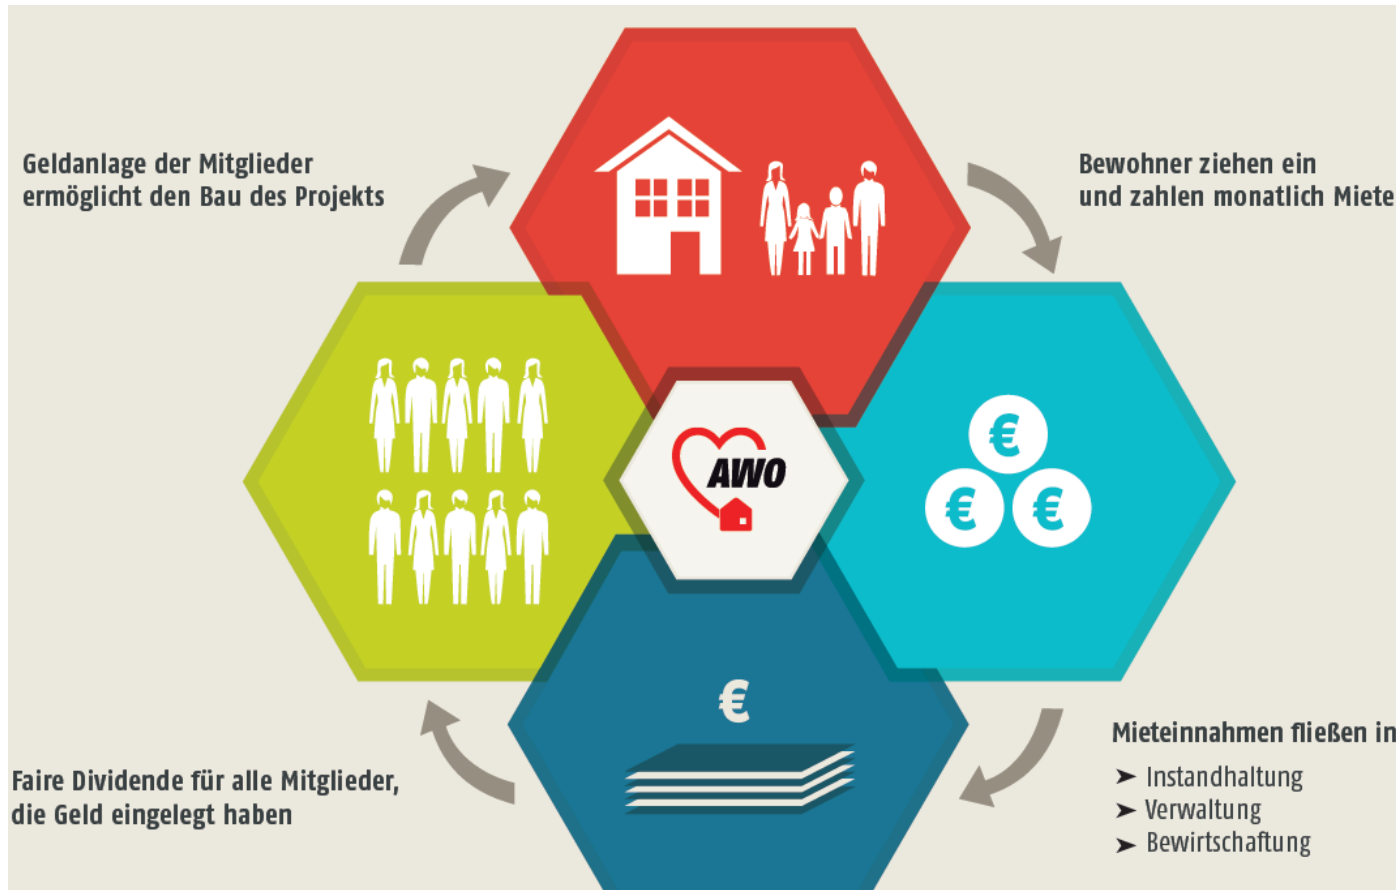 Geldanlage der Mitglieder
ermöglicht den Bau des Projekts
Bewohner ziehen ein
und zahlen monatlich Miete
€
€ €
AWO
€
Mieteinnahmen fließen in
➤ Instandhaltung
➤ Verwaltung
➤ Bewirtschaftung
Faire Dividende für alle Mitglieder,
die Geld eingelegt haben